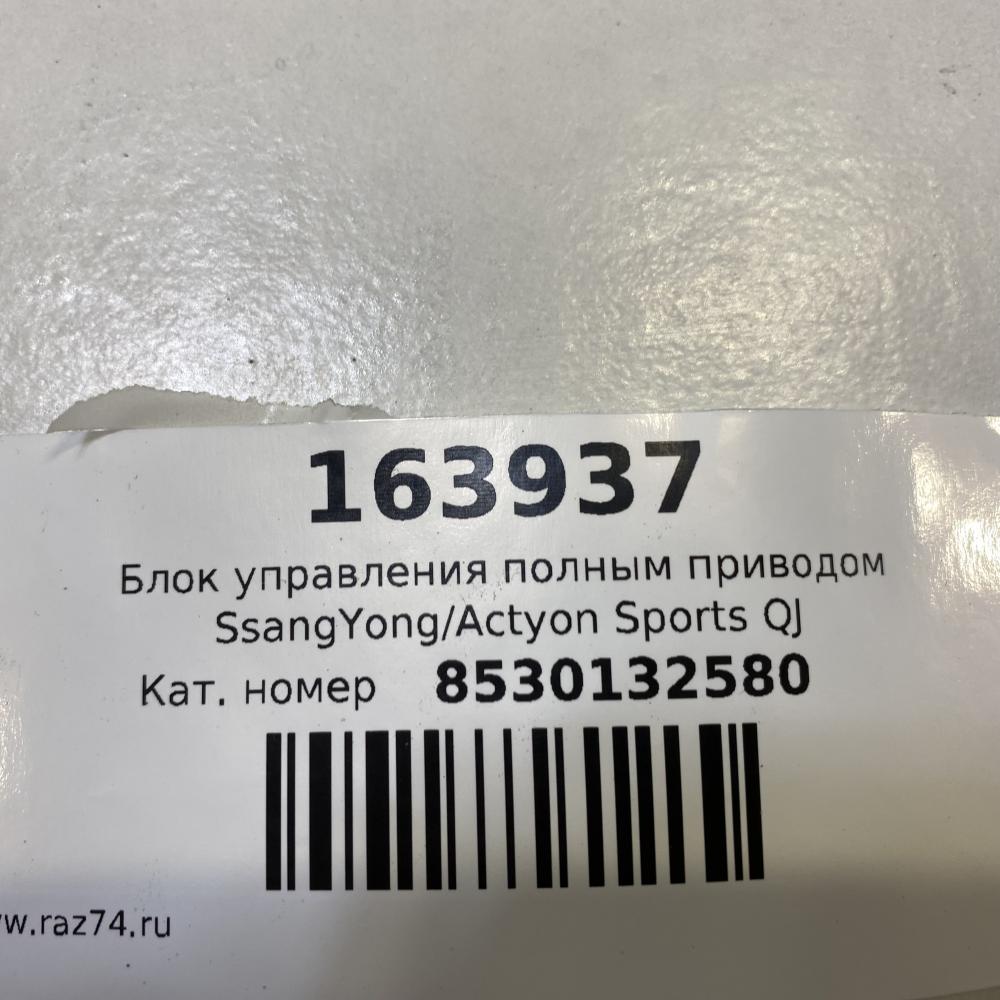 163937
Блок управления полным приводом
SsangYong/Actyon Sports QJ
Кат. номер 8530132580
w.raz74.ru